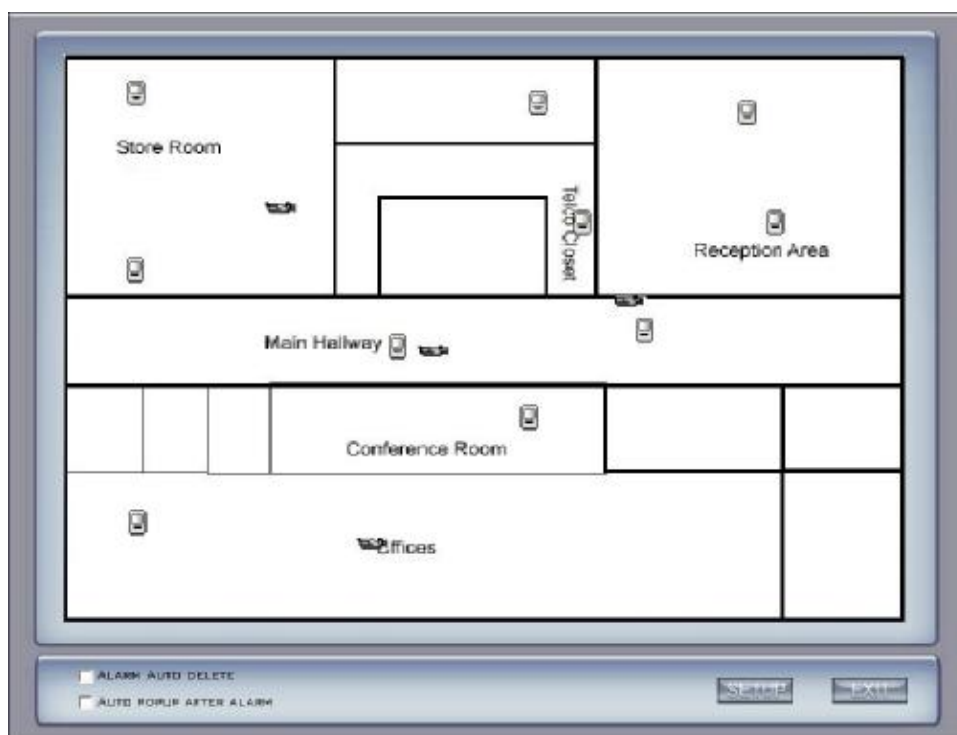 Store Room
Telco Closet
Reception Area
Main Hallway
Conference Room
Offices
ALARM AUTO DELETE
AUTO POPUP AFTER ALARM
SETUP
EXIT